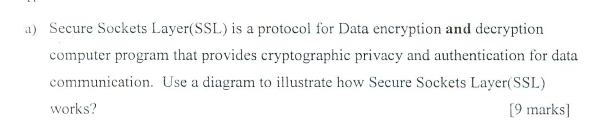 a) Secure Sockets Layer(SSL) is a protocol for Data encryption and decryption
computer program that provides cryptographic privacy and authentication for data
communication. Use a diagram to illustrate how Secure Sockets Layer(SSL)
works? [9 marks]